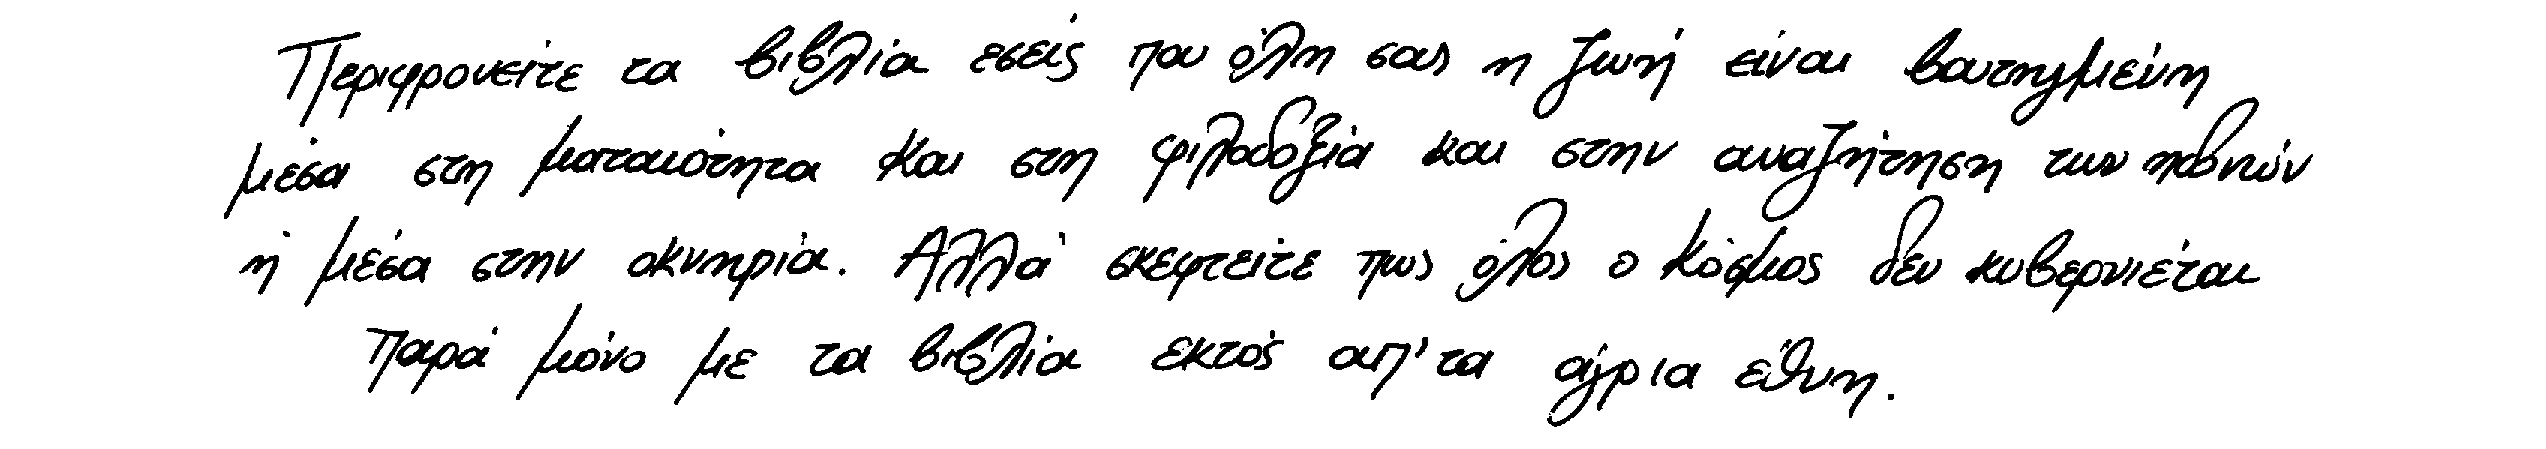 Περιφρονείτε τα βιβλία εσείς που όλη σας η ζωή είναι βουτηγμένη
μέσα στη ματαιότητα και στη φιλοδοξία και στην αναζήτηση των ηδονών
ή μέσα στην οκνηρία. Αλλά σκεφτείτε πως όλος ο κόσμος δεν κυβερνιέται
παρά μόνο με τα βιβλία εκτός απ' τα άγρια έθνη.